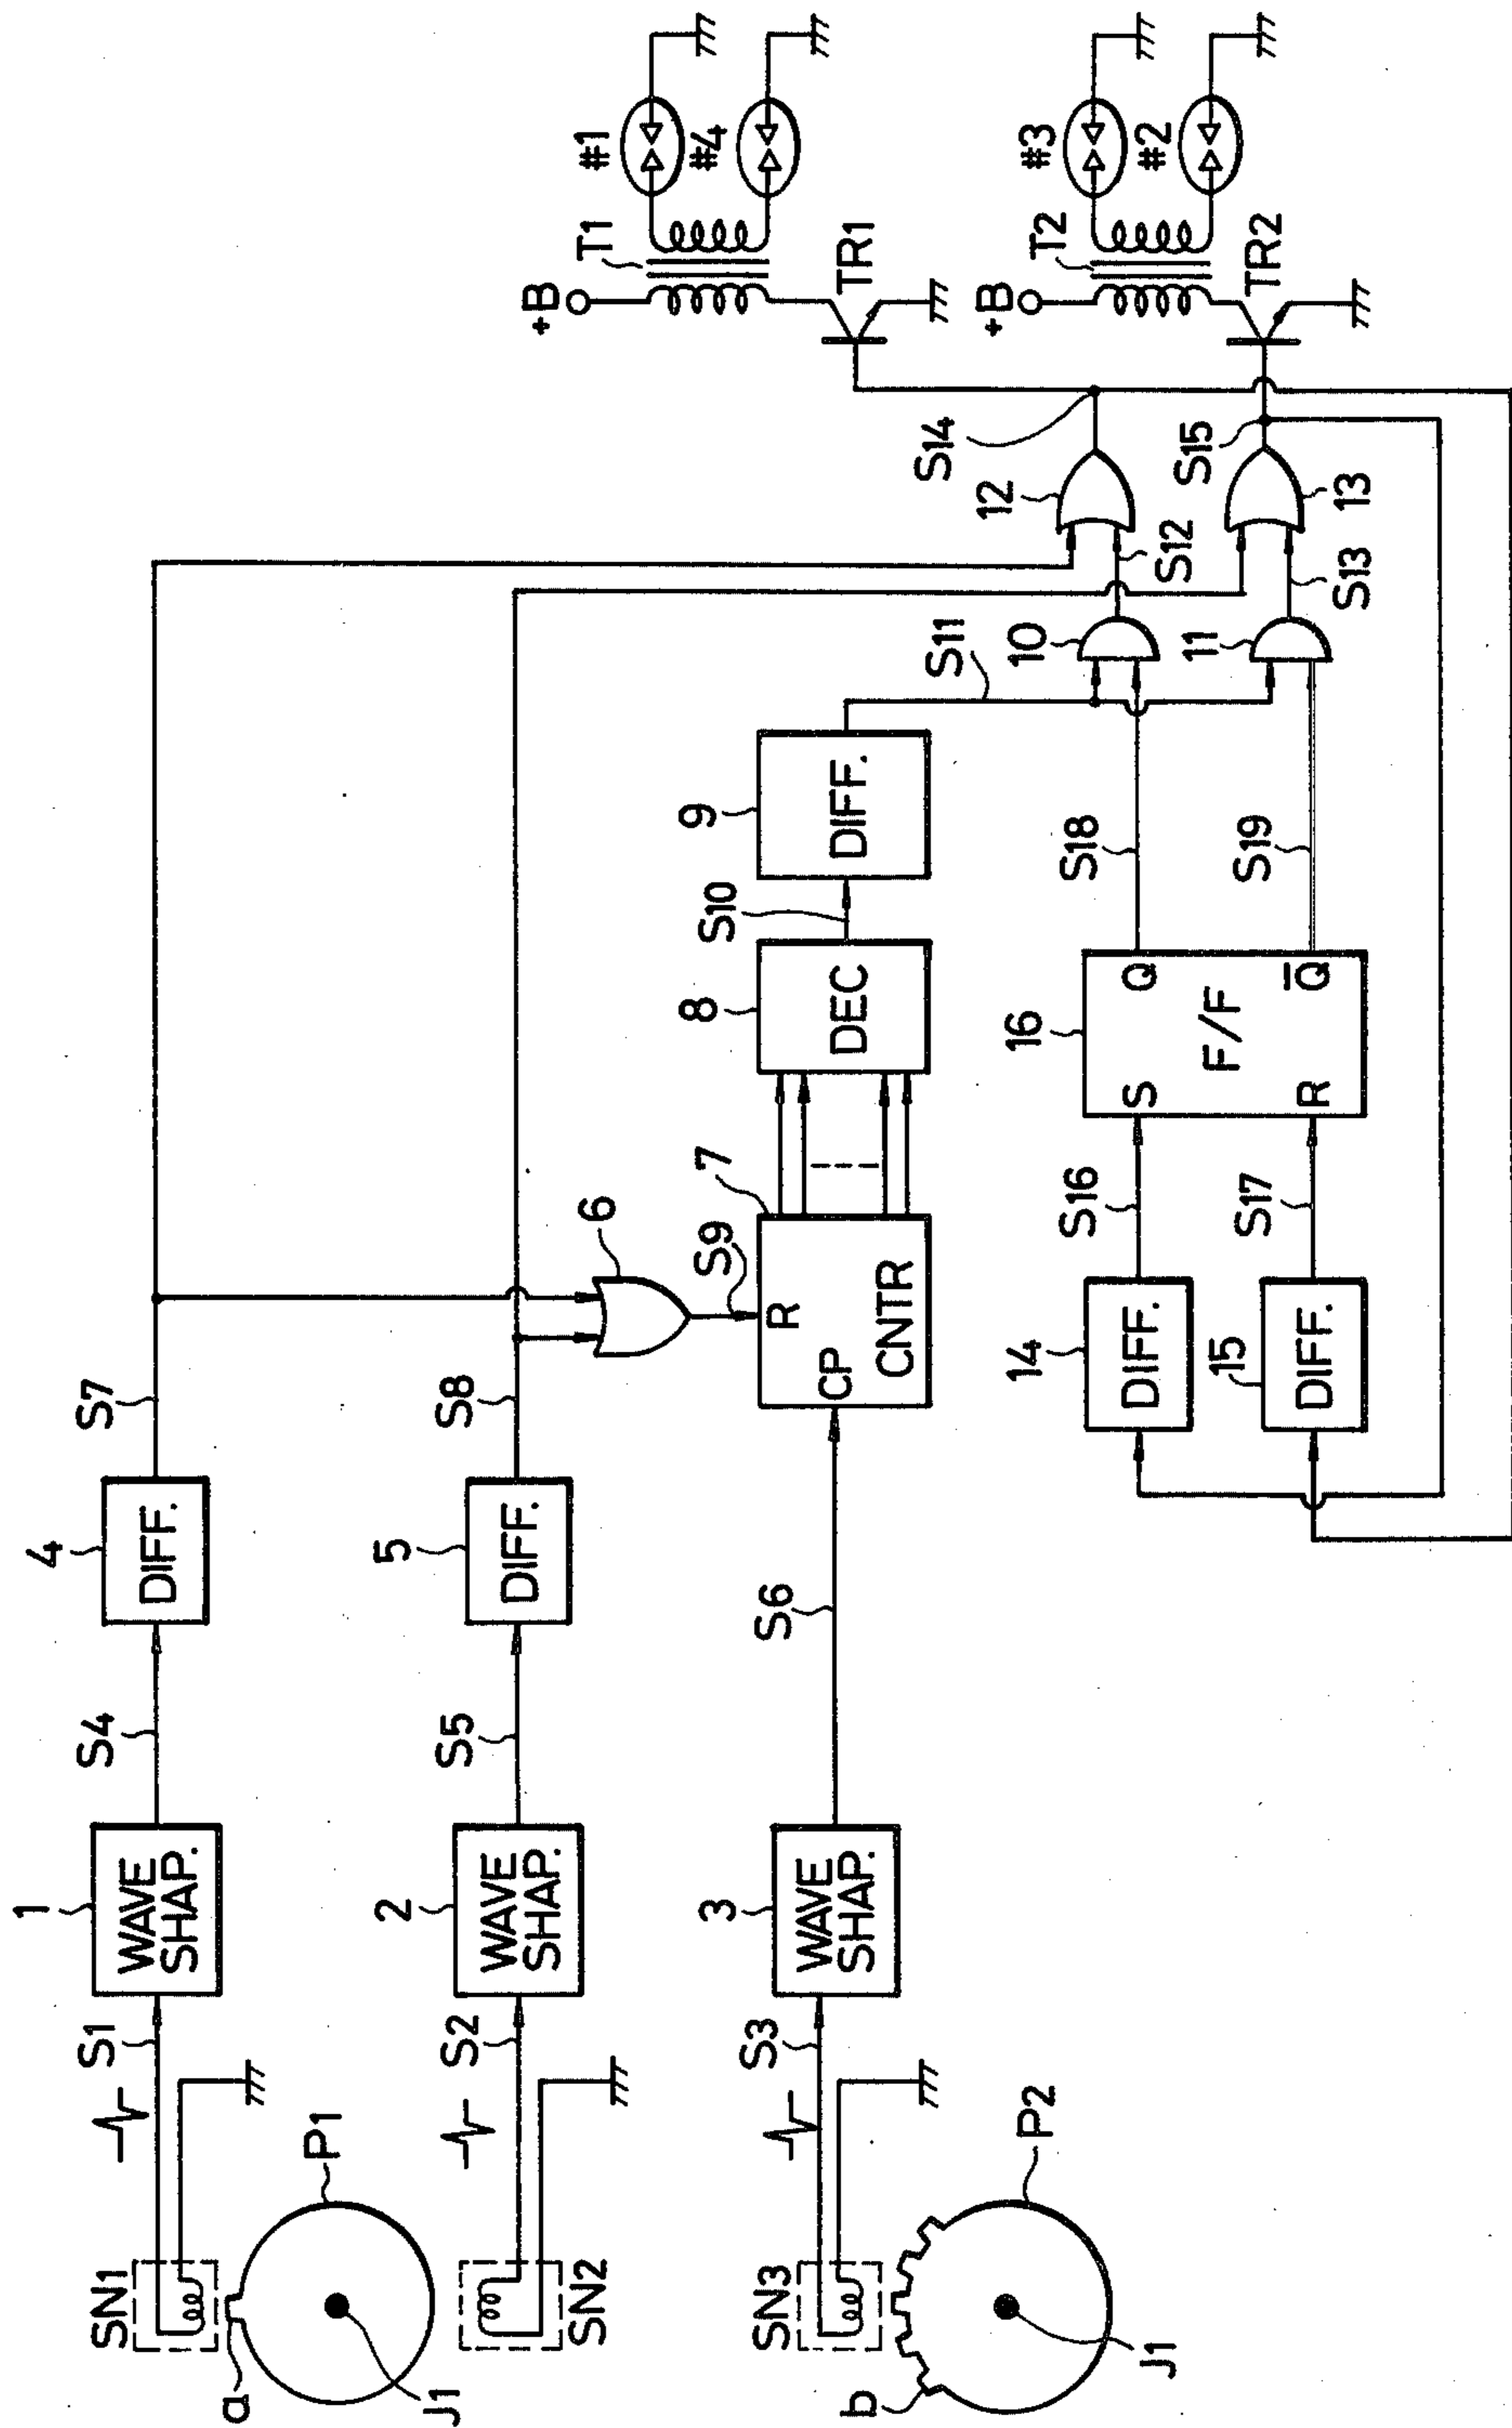 SN1
a
J1
P1
S1
1
WAVE
SHAP.
S4
4
DIFF.
S7
SN2
S2
2
WAVE
SHAP.
S5
5
DIFF.
S8
6
S9
SN3
b
J1
P2
S3
3
WAVE
SHAP.
S6
7
R
CP
CNTR
8
DEC
S10
9
DIFF.
S11
14
DIFF.
S16
15
DIFF.
S17
16
S
R
F/F
Q
Q̅
S18
S19
10
11
S12
S13
12
13
S14
S15
+B
T1
TR1
#1
#4
+B
T2
TR2
#3
#2